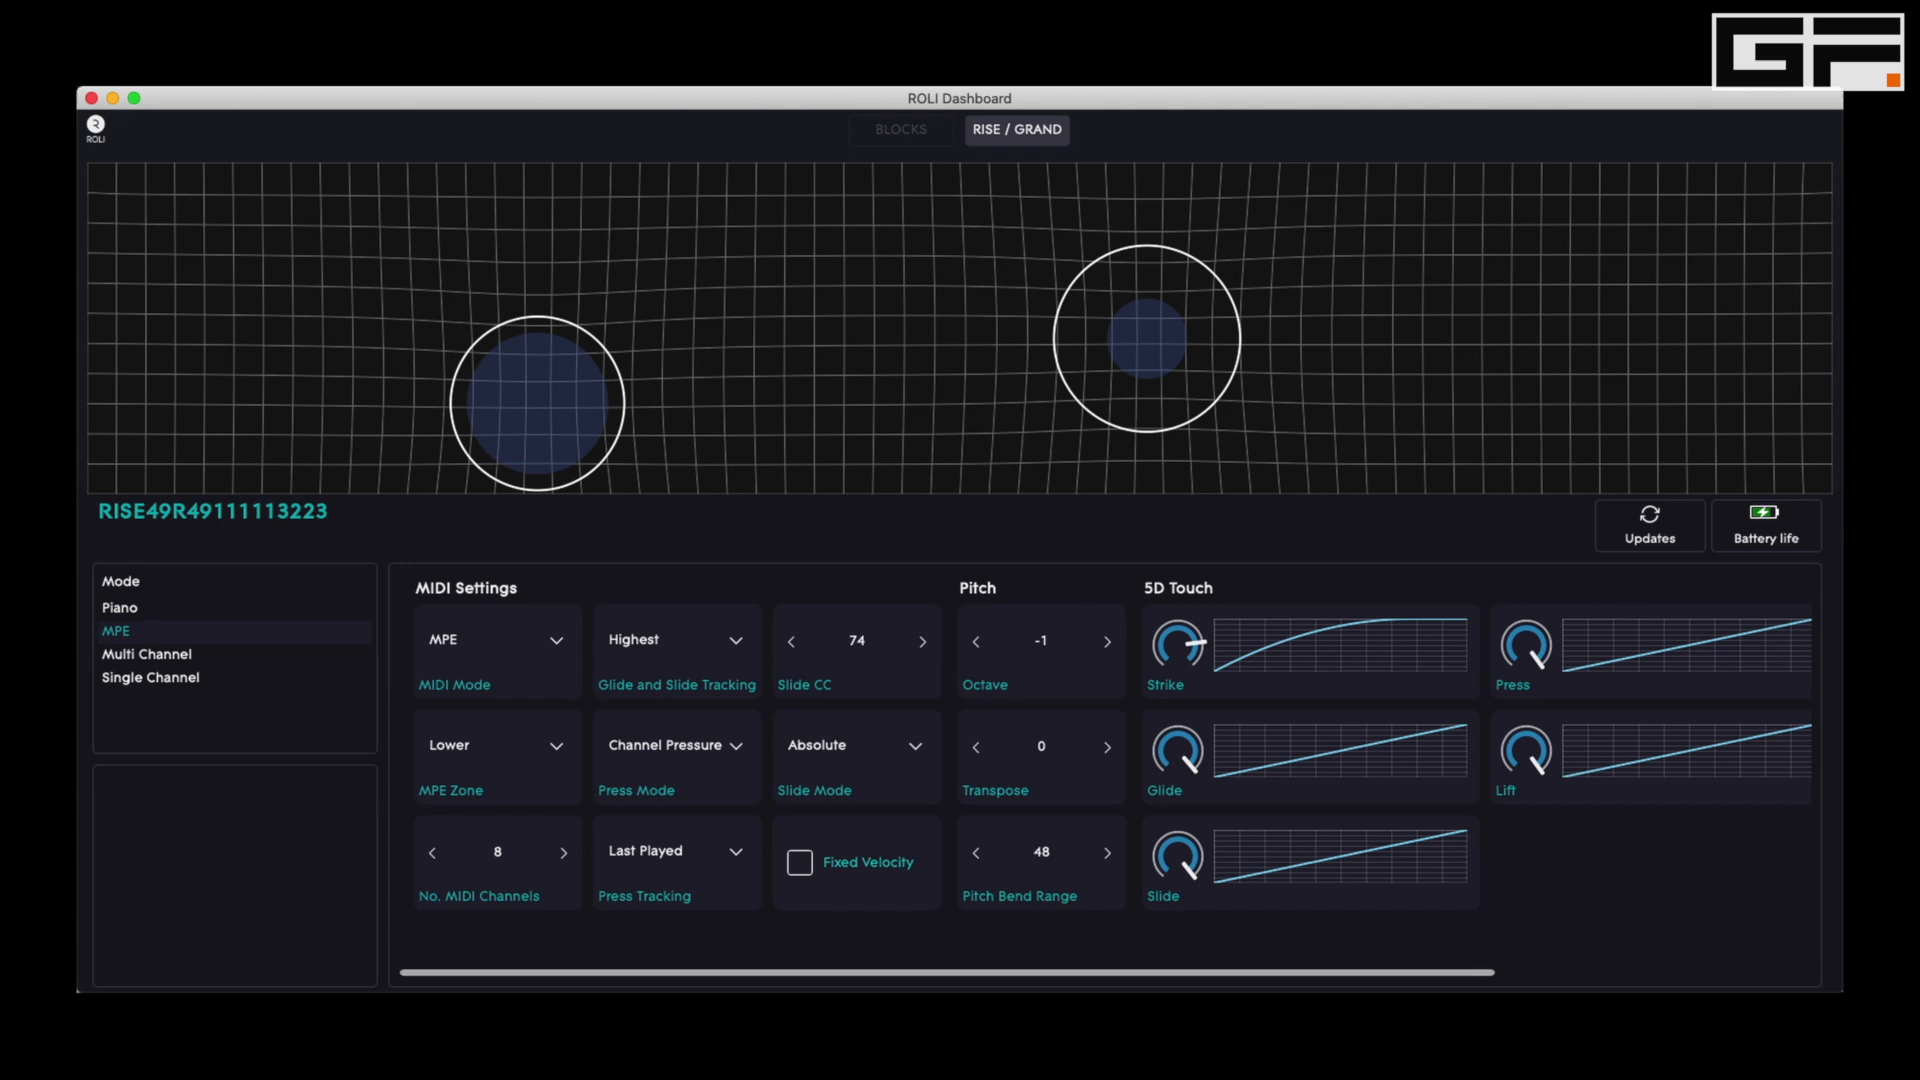 GF
ROLI Dashboard
ROLI
BLOCKS
RISE / GRAND
RISE49R49111113223
Updates
Battery life
Mode
Piano
MPE
Multi Channel
Single Channel
MIDI Settings
Pitch
5D Touch
MPE
MIDI Mode
Highest
Glide and Slide Tracking
74
Slide CC
-1
Octave
Strike
Press
Lower
MPE Zone
Channel Pressure
Press Mode
Absolute
Slide Mode
0
Transpose
Glide
Lift
8
No. MIDI Channels
Last Played
Press Tracking
Fixed Velocity
48
Pitch Bend Range
Slide